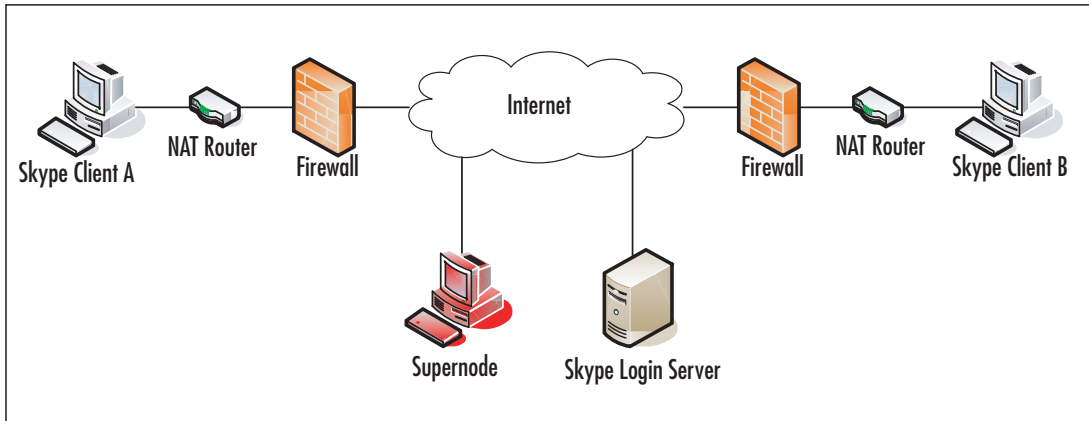 Internet
Skype Client A
NAT Router
Firewall
Firewall
NAT Router
Skype Client B
Supernode
Skype Login Server